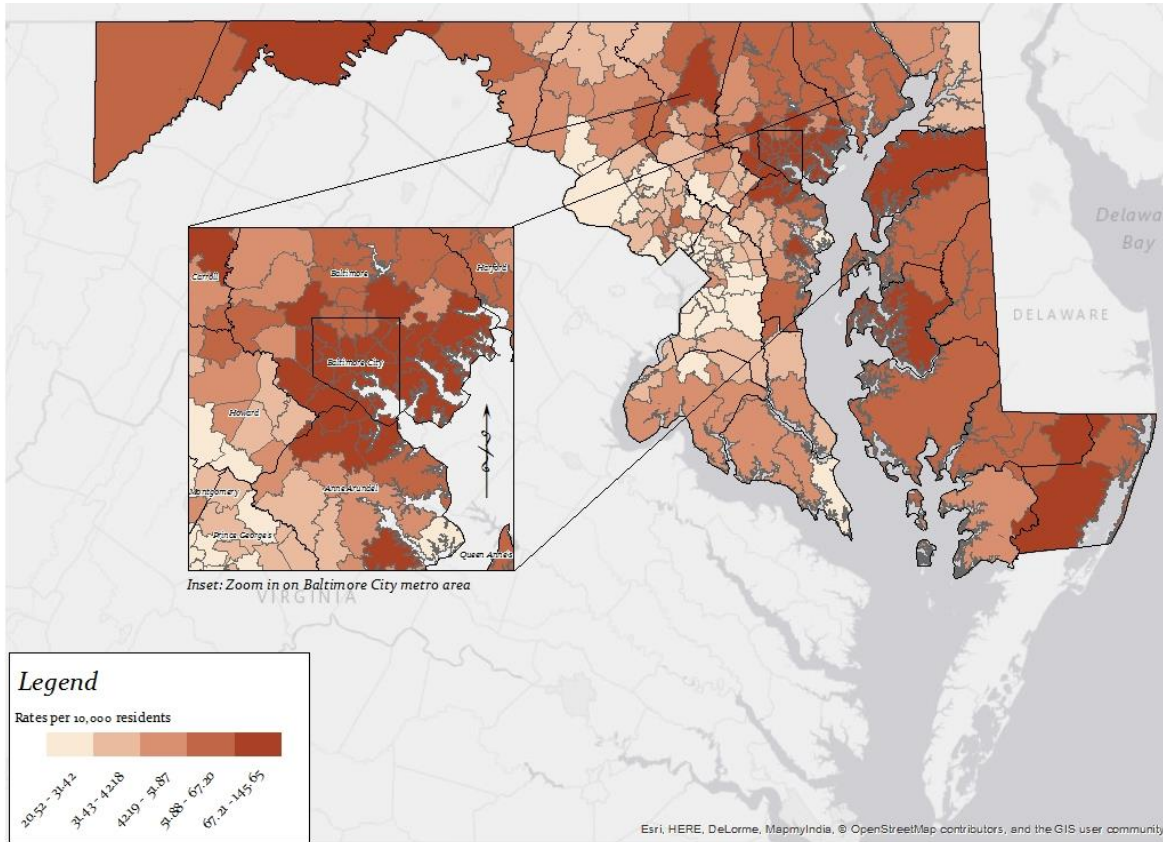 Delawa
Bay
DELAWARE
Carroll
Baltimore
Harford
Baltimore City
Howard
Montgomery
Anne Arundel
Prince George's
Queen Anne's
Inset: Zoom in on Baltimore City metro area
VIRGINIA
Legend
Rates per 10,000 residents
20.52 - 31.42
31.43 - 42.18
42.19 - 51.87
51.88 - 67.20
67.21 - 145.65
Esri, HERE, DeLorme, MapmyIndia, © OpenStreetMap contributors, and the GIS user community